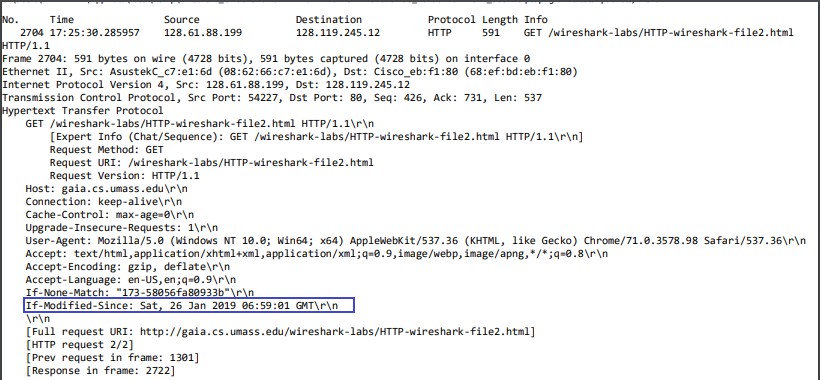 No. Time Source Destination Protocol Length Info
2704 17:25:30.285957 128.61.88.199 128.119.245.12 HTTP 591 GET /wireshark-labs/HTTP-wireshark-file2.html
HTTP/1.1
Frame 2704: 591 bytes on wire (4728 bits), 591 bytes captured (4728 bits) on interface 0
Ethernet II, Src: AsustekC_c7:e1:6d (08:62:66:c7:e1:6d), Dst: Cisco_eb:f1:80 (68:ef:bd:eb:f1:80)
Internet Protocol Version 4, Src: 128.61.88.199, Dst: 128.119.245.12
Transmission Control Protocol, Src Port: 54227, Dst Port: 80, Seq: 426, Ack: 731, Len: 537
Hypertext Transfer Protocol
GET /wireshark-labs/HTTP-wireshark-file2.html HTTP/1.1\r\n
[Expert Info (Chat/Sequence): GET /wireshark-labs/HTTP-wireshark-file2.html HTTP/1.1\r\n]
Request Method: GET
Request URI: /wireshark-labs/HTTP-wireshark-file2.html
Request Version: HTTP/1.1
Host: gaia.cs.umass.edu\r\n
Connection: keep-alive\r\n
Cache-Control: max-age=0\r\n
Upgrade-Insecure-Requests: 1\r\n
User-Agent: Mozilla/5.0 (Windows NT 10.0; Win64; x64) AppleWebKit/537.36 (KHTML, like Gecko) Chrome/71.0.3578.98 Safari/537.36\r\n
Accept: text/html,application/xhtml+xml,application/xml;q=0.9,image/webp,image/apng,*/*;q=0.8\r\n
Accept-Encoding: gzip, deflate\r\n
Accept-Language: en-US,en;q=0.9\r\n
If-None-Match: "173-58056fa80933b"\r\n
If-Modified-Since: Sat, 26 Jan 2019 06:59:01 GMT\r\n
\r\n
[Full request URI: http://gaia.cs.umass.edu/wireshark-labs/HTTP-wireshark-file2.html]
[HTTP request 2/2]
[Prev request in frame: 1301]
[Response in frame: 2722]